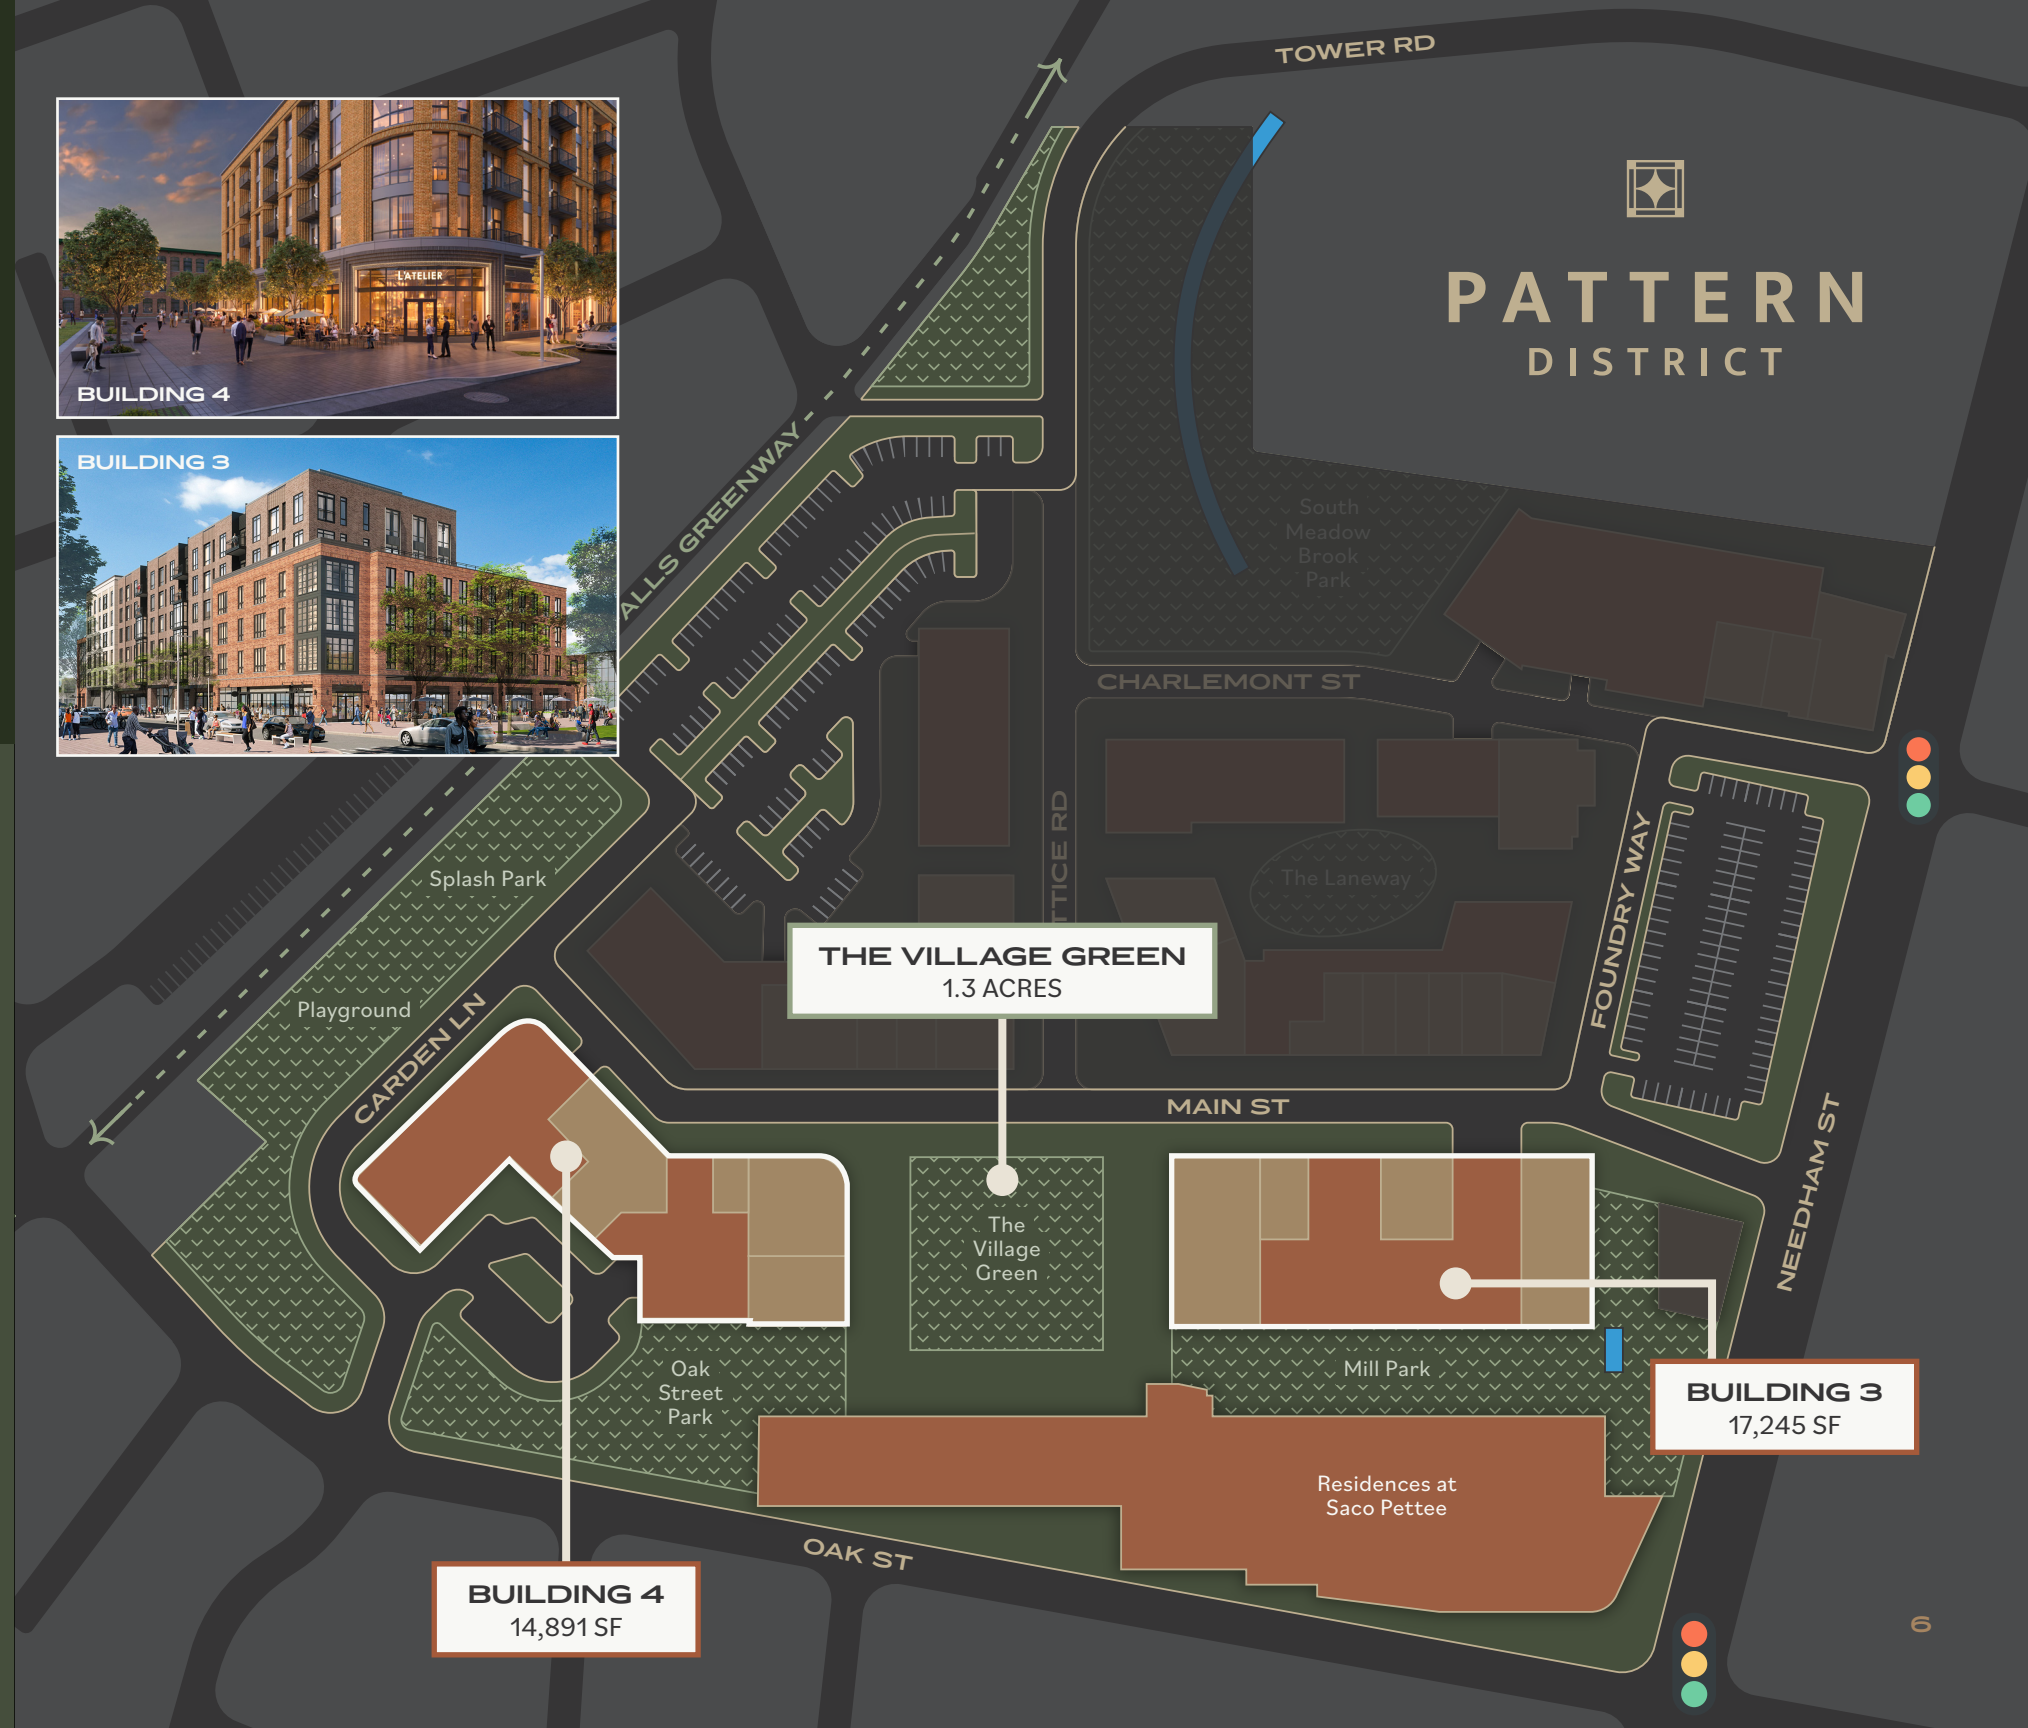 TOWER RD
PATTERN
DISTRICT
L'ATELIER
BUILDING 4
BUILDING 3
ALLS GREENWAY
South
Meadow
Brook
Park
CHARLEMONT ST
TTICE RD
The Laneway
FOUNDRY WAY
Splash Park
Playground
CARDEN LN
THE VILLAGE GREEN
1.3 ACRES
MAIN ST
NEEDHAM ST
The
Village
Green
Oak
Street
Park
Mill Park
BUILDING 3
17,245 SF
Residences at
Saco Pettee
OAK ST
BUILDING 4
14,891 SF
6